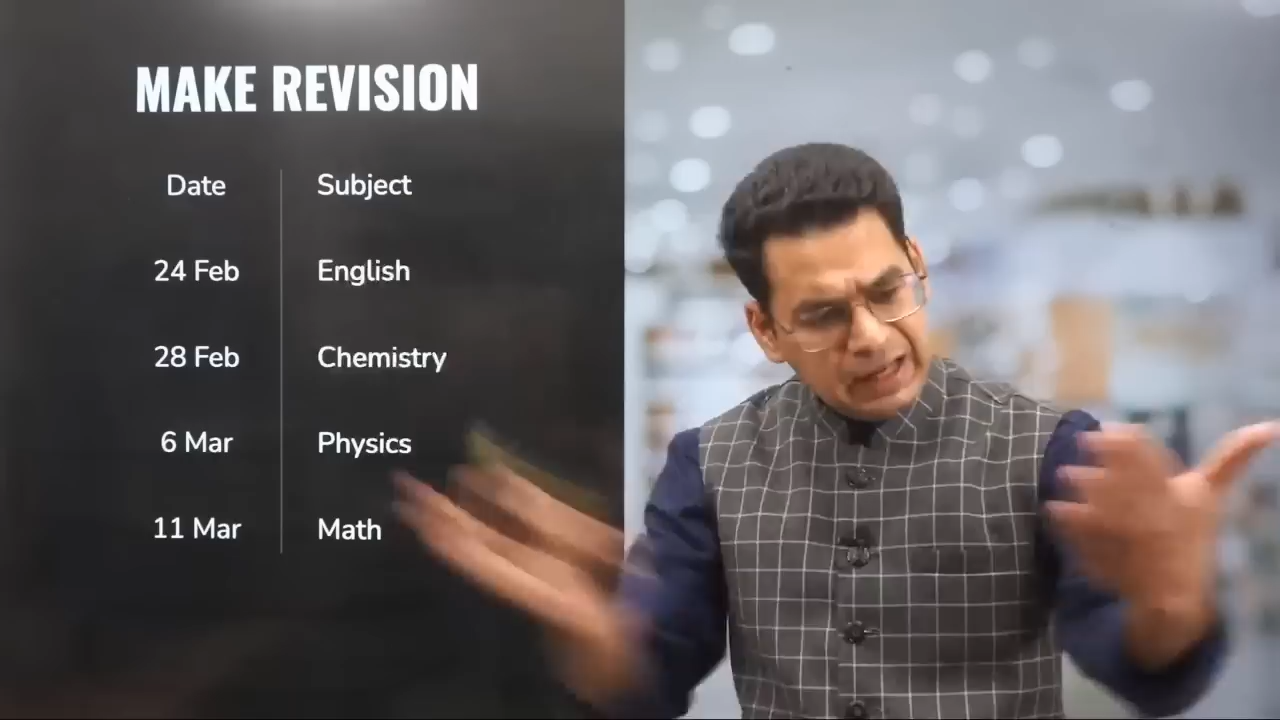 MAKE REVISION
Date Subject
24 Feb English
28 Feb Chemistry
6 Mar Physics
11 Mar Math